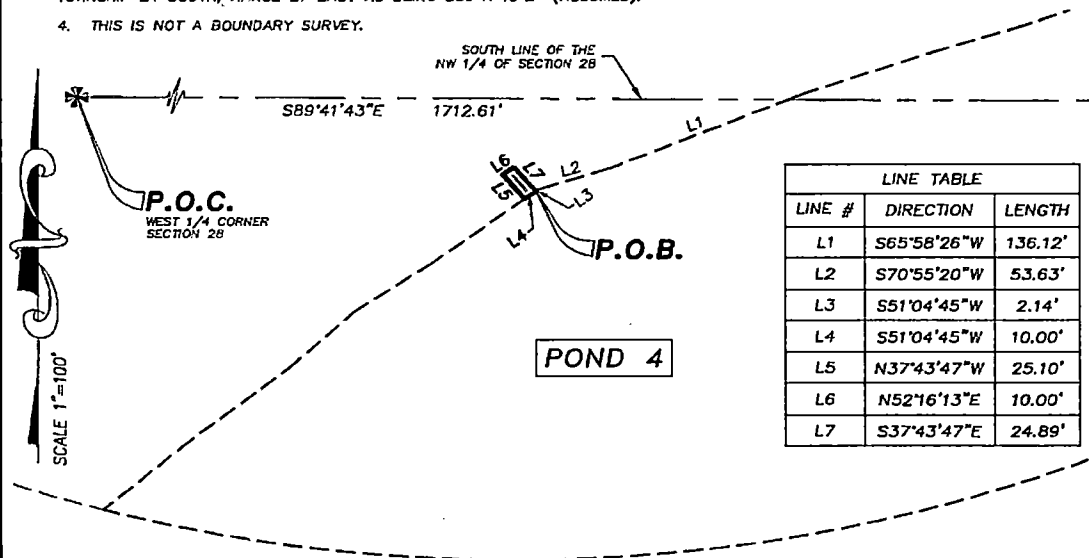 4. THIS IS NOT A BOUNDARY SURVEY.
SOUTH LINE OF THE
NW 1/4 OF SECTION 28
S89°41'43"E 1712.61'
P.O.C.
WEST 1/4 CORNER
SECTION 28
L1
L2
L3
L4
L5
L6
L7
P.O.B.
POND 4
SCALE 1"=100'
LINE TABLE
LINE # DIRECTION LENGTH
L1 S65°58'26"W 136.12'
L2 S70°55'20"W 53.63'
L3 S51°04'45"W 2.14'
L4 S51°04'45"W 10.00'
L5 N37°43'47"W 25.10'
L6 N52°16'13"E 10.00'
L7 S37°43'47"E 24.89'